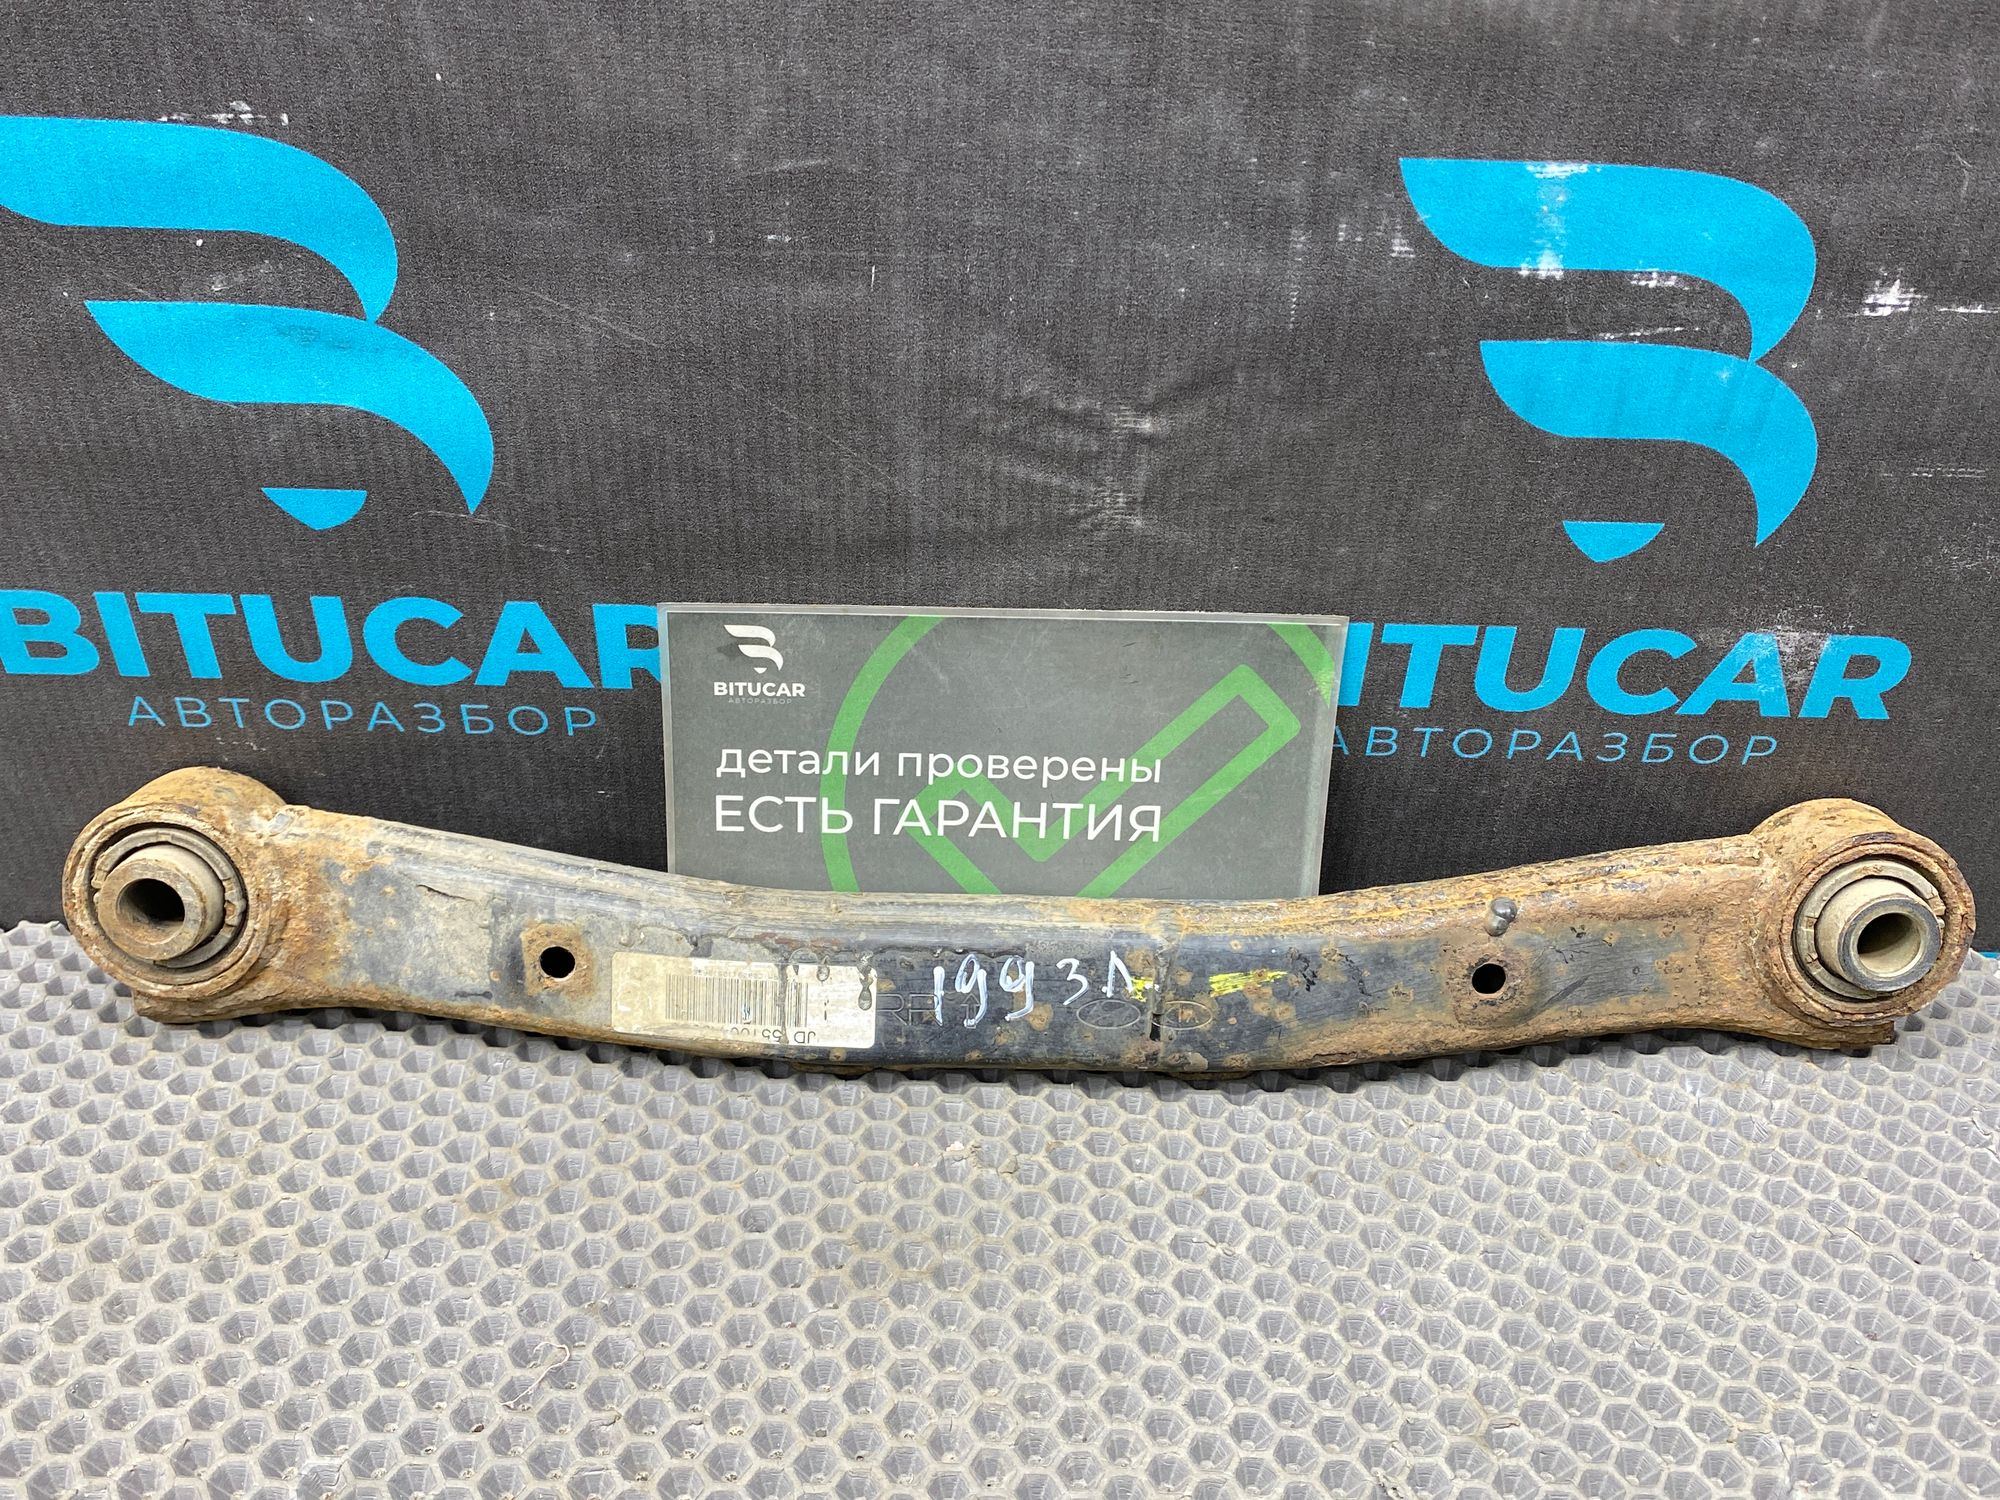 BITUCAR
АВТОРАЗБОР
ITUCAR
АВТОРАЗБОР
BITUCAR
АВТОРАЗБОР
детали проверены
ЕСТЬ ГАРАНТИЯ
1993Л